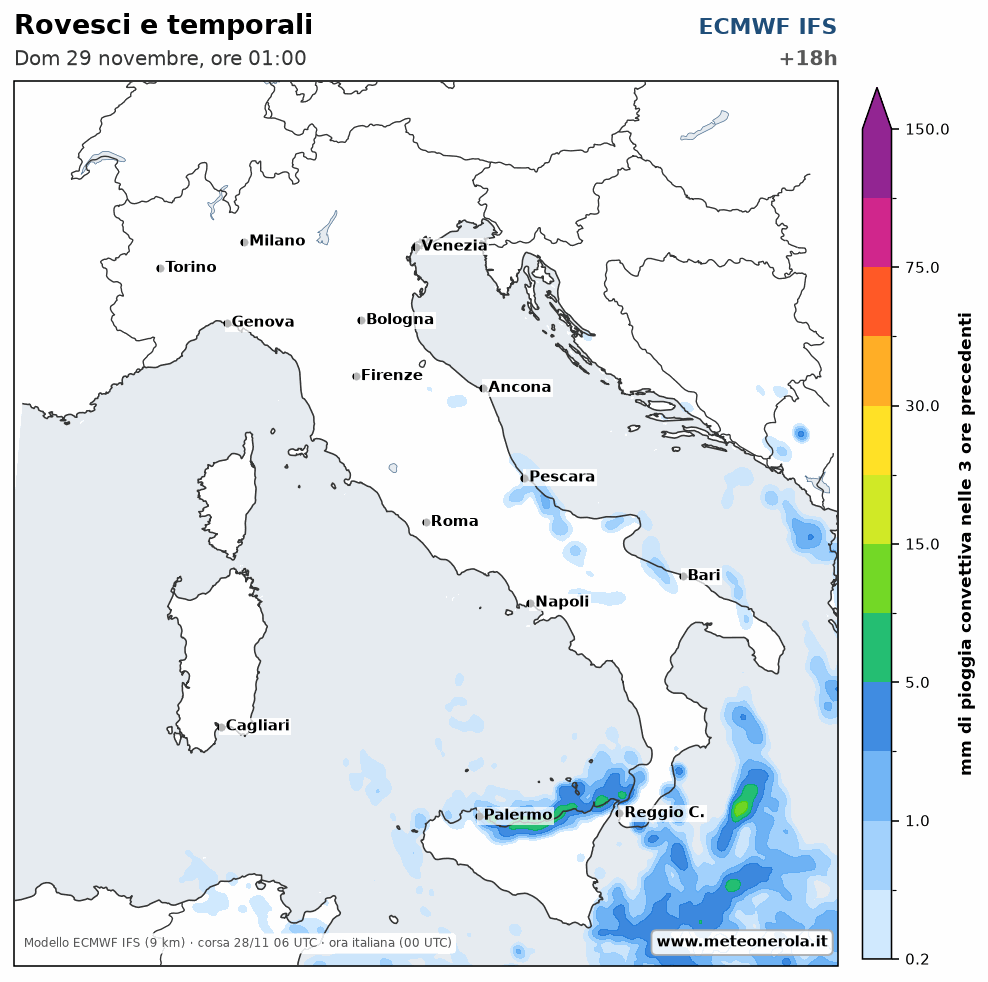 Rovesci e temporali
ECMWF IFS
Dom 29 novembre, ore 01:00
+18h
Milano
Venezia
Torino
Genova
Bologna
Firenze
Ancona
Pescara
Roma
Bari
Napoli
Cagliari
Palermo
Reggio C.
Modello ECMWF IFS (9 km) · corsa 28/11 06 UTC · ora italiana (00 UTC)
www.meteonerola.it
150.0
75.0
30.0
15.0
5.0
1.0
0.2
mm di pioggia convettiva nelle 3 ore precedenti